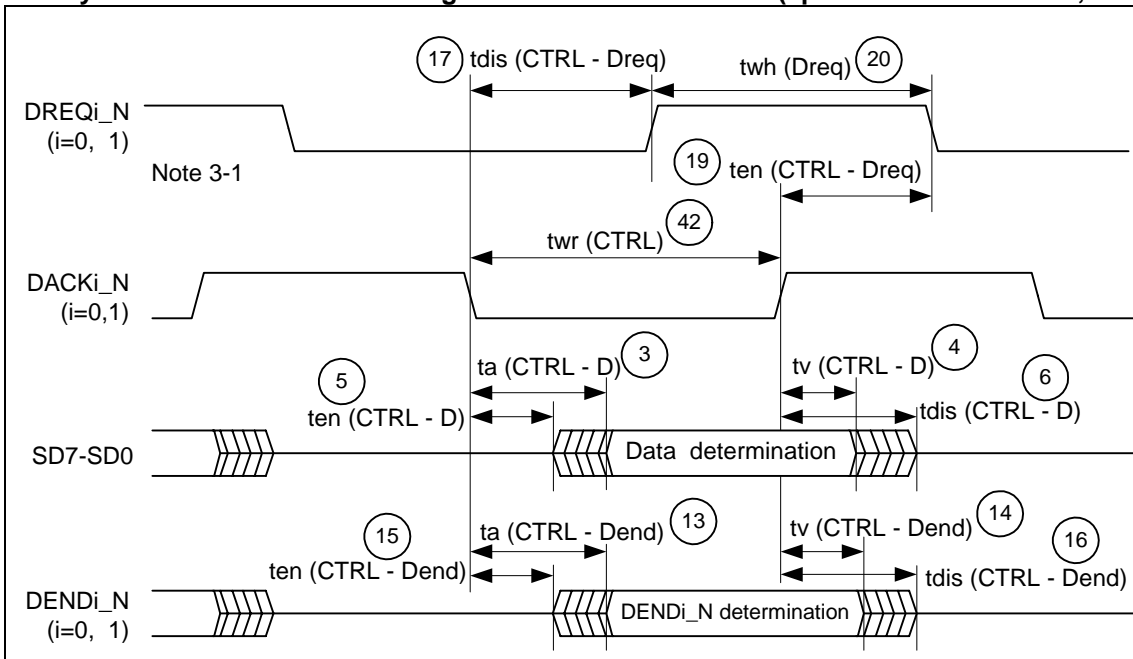 17 tdis (CTRL - Dreq)
twh (Dreq) 20
DREQi_N
(i=0, 1)
Note 3-1
19 ten (CTRL - Dreq)
twr (CTRL) 42
DACKi_N
(i=0,1)
ta (CTRL - D) 3
tv (CTRL - D) 4
5
ten (CTRL - D)
6
tdis (CTRL - D)
SD7-SD0
Data determination
ta (CTRL - Dend) 13
tv (CTRL - Dend) 14
15
ten (CTRL - Dend)
16
tdis (CTRL - Dend)
DENDi_N
(i=0, 1)
DENDi_N determination